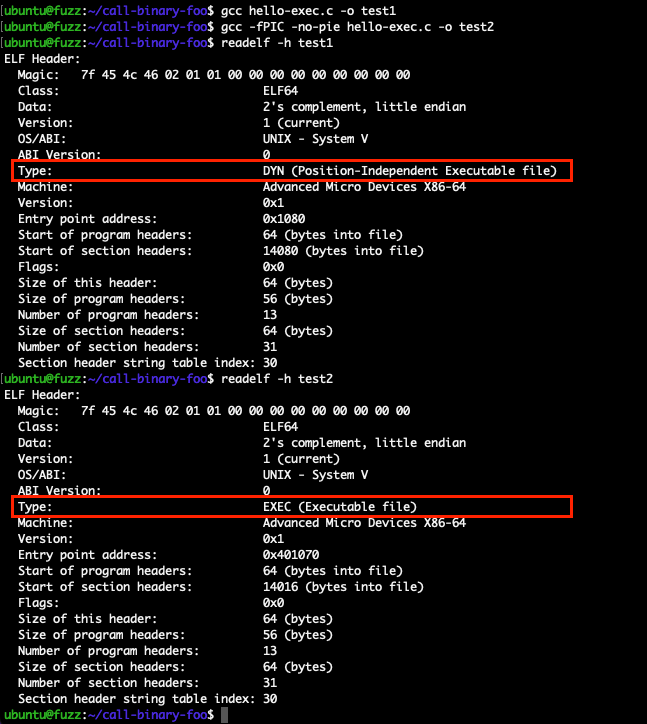 [ubuntu@fuzz:~/call-binary-foo$ gcc hello-exec.c -o test1
[ubuntu@fuzz:~/call-binary-foo$ gcc -fPIC -no-pie hello-exec.c -o test2
[ubuntu@fuzz:~/call-binary-foo$ readelf -h test1
ELF Header:
  Magic:   7f 45 4c 46 02 01 01 00 00 00 00 00 00 00 00 00
  Class:                             ELF64
  Data:                              2's complement, little endian
  Version:                           1 (current)
  OS/ABI:                            UNIX - System V
  ABI Version:                       0
  Type:                              DYN (Position-Independent Executable file)
  Machine:                           Advanced Micro Devices X86-64
  Version:                           0x1
  Entry point address:               0x1080
  Start of program headers:          64 (bytes into file)
  Start of section headers:          14080 (bytes into file)
  Flags:                             0x0
  Size of this header:               64 (bytes)
  Size of program headers:           56 (bytes)
  Number of program headers:         13
  Size of section headers:           64 (bytes)
  Number of section headers:         31
  Section header string table index: 30
[ubuntu@fuzz:~/call-binary-foo$ readelf -h test2
ELF Header:
  Magic:   7f 45 4c 46 02 01 01 00 00 00 00 00 00 00 00 00
  Class:                             ELF64
  Data:                              2's complement, little endian
  Version:                           1 (current)
  OS/ABI:                            UNIX - System V
  ABI Version:                       0
  Type:                              EXEC (Executable file)
  Machine:                           Advanced Micro Devices X86-64
  Version:                           0x1
  Entry point address:               0x401070
  Start of program headers:          64 (bytes into file)
  Start of section headers:          14016 (bytes into file)
  Flags:                             0x0
  Size of this header:               64 (bytes)
  Size of program headers:           56 (bytes)
  Number of program headers:         13
  Size of section headers:           64 (bytes)
  Number of section headers:         31
  Section header string table index: 30
ubuntu@fuzz:~/call-binary-foo$